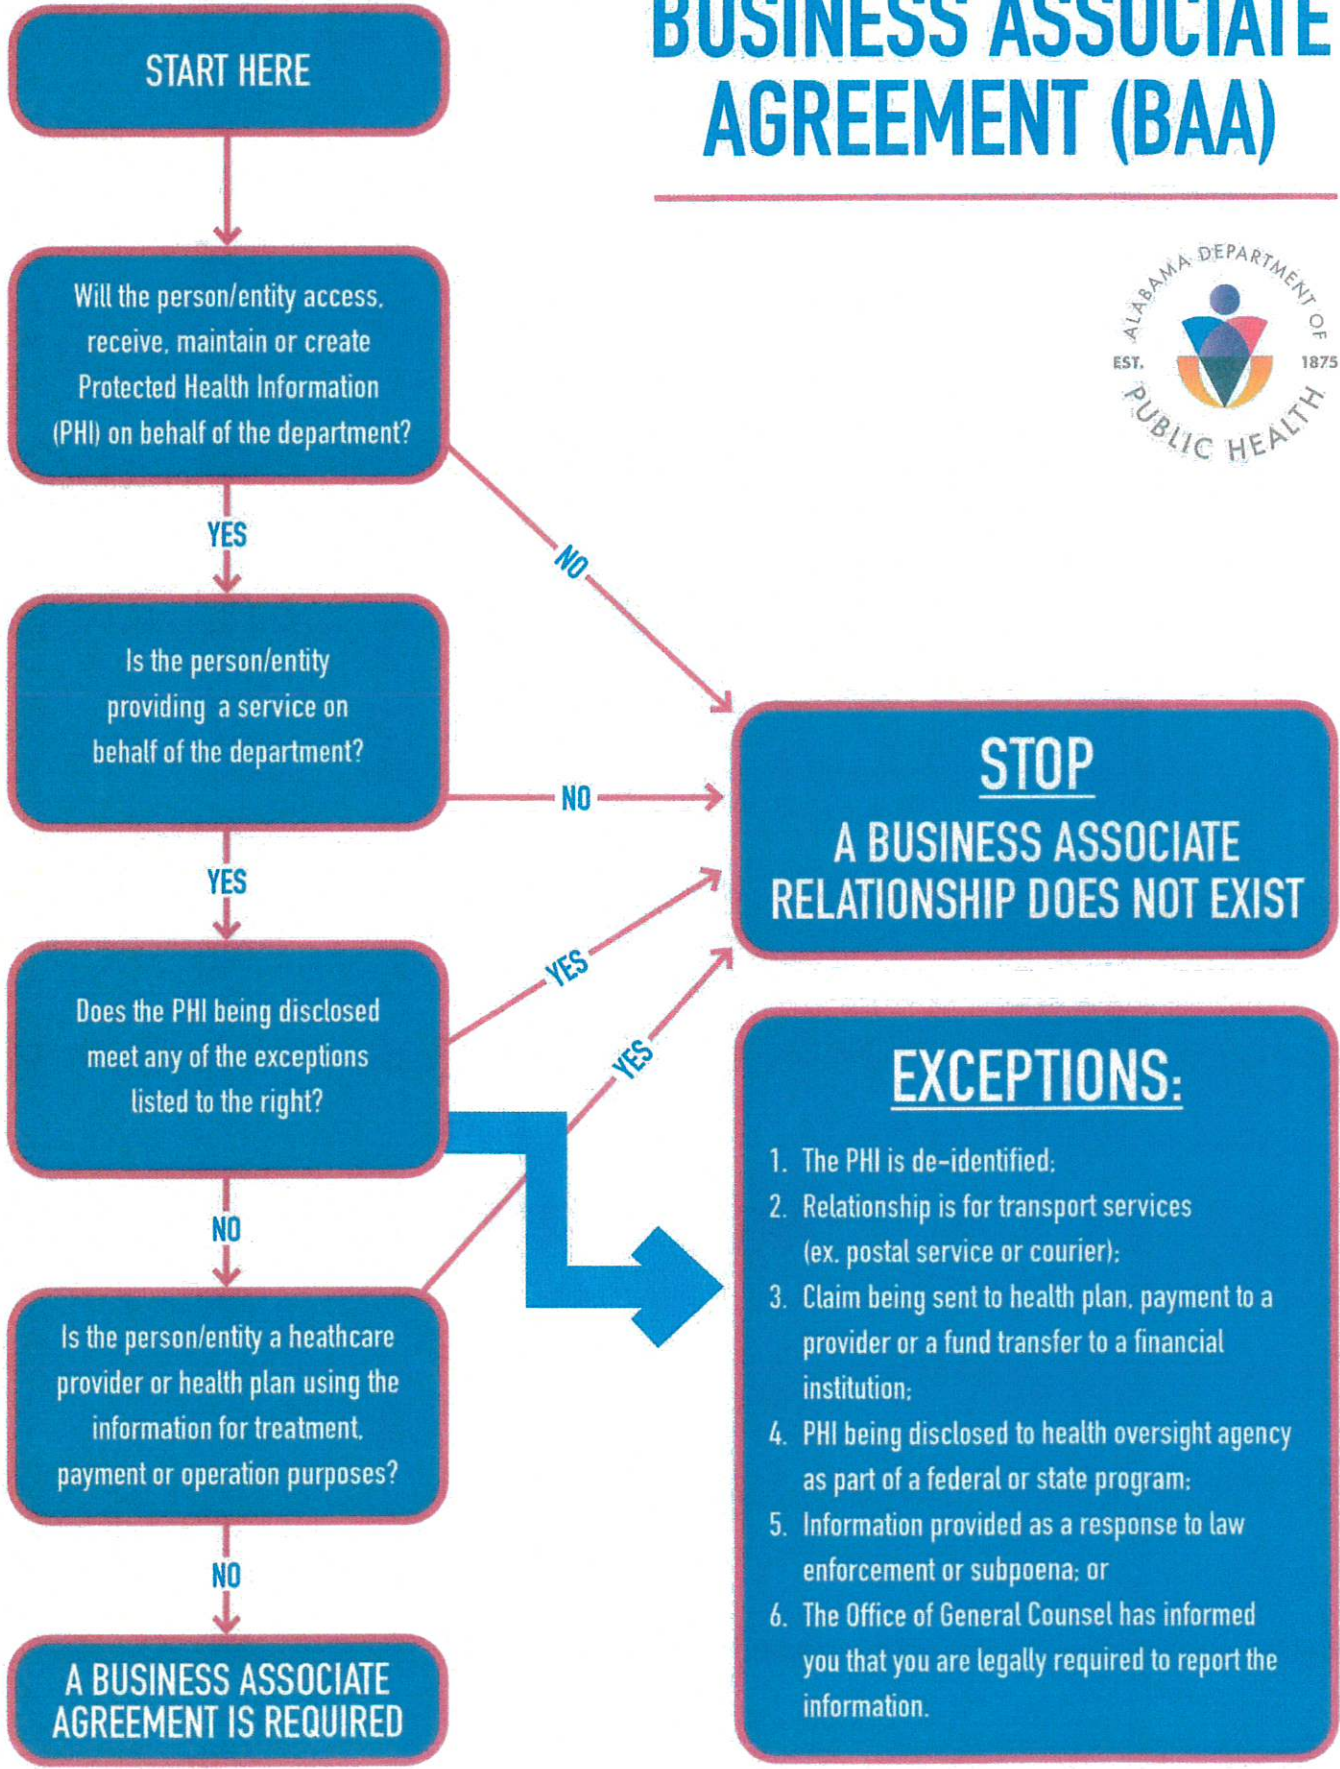 BUSINESS ASSOCIATE
AGREEMENT (BAA)
ALABAMA DEPARTMENT OF
EST. 1875
PUBLIC HEALTH
START HERE
Will the person/entity access,
receive, maintain or create
Protected Health Information
(PHI) on behalf of the department?
YES
NO
Is the person/entity
providing a service on
behalf of the department?
NO
YES
STOP
A BUSINESS ASSOCIATE
RELATIONSHIP DOES NOT EXIST
Does the PHI being disclosed
meet any of the exceptions
listed to the right?
YES
YES
NO
Is the person/entity a heathcare
provider or health plan using the
information for treatment,
payment or operation purposes?
NO
A BUSINESS ASSOCIATE
AGREEMENT IS REQUIRED
EXCEPTIONS:
1. The PHI is de-identified;
2. Relationship is for transport services
(ex. postal service or courier);
3. Claim being sent to health plan, payment to a
provider or a fund transfer to a financial
institution;
4. PHI being disclosed to health oversight agency
as part of a federal or state program;
5. Information provided as a response to law
enforcement or subpoena; or
6. The Office of General Counsel has informed
you that you are legally required to report the
information.